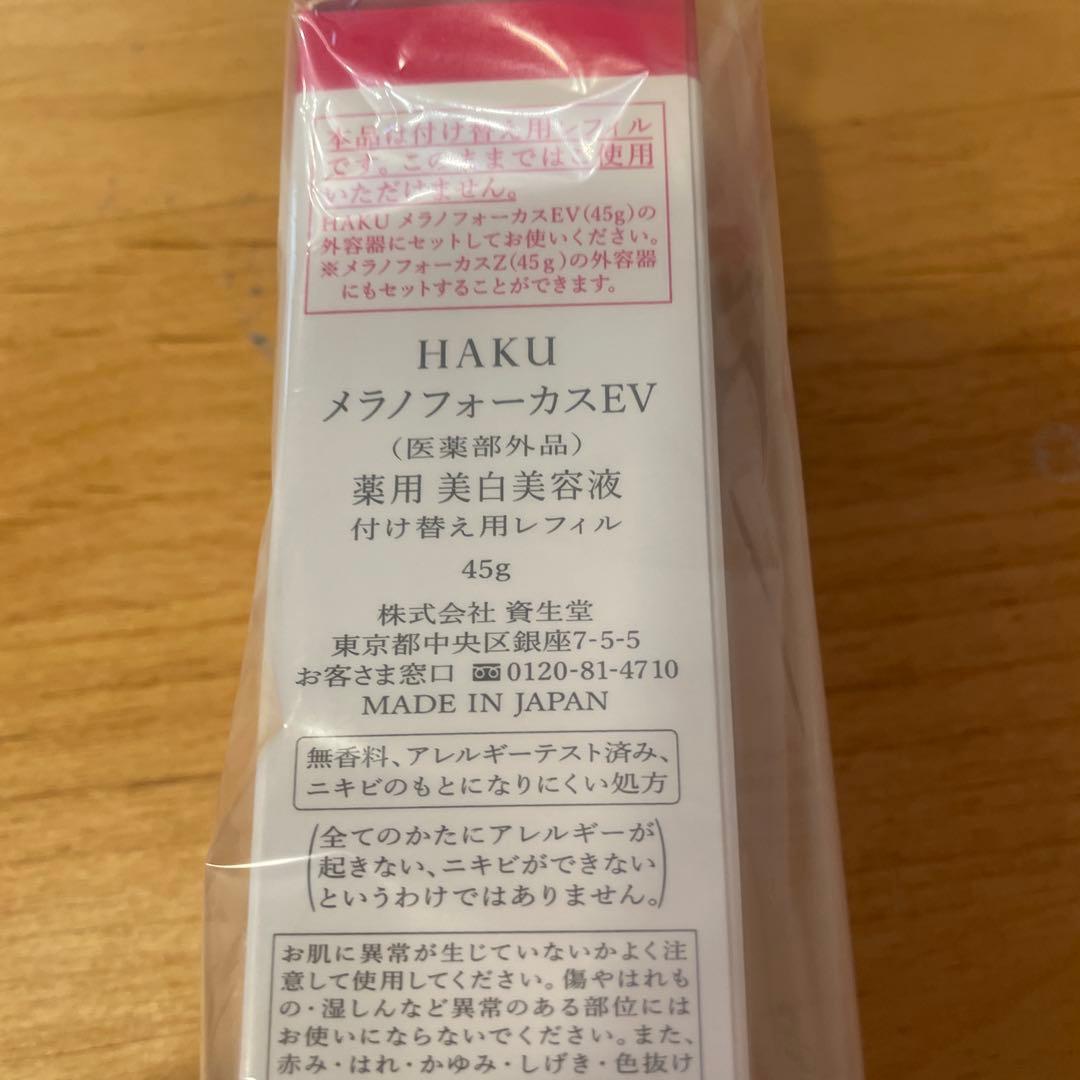 本品は付け替え用レフィル
です。このままではご使用
いただけません。
HAKU メラノフォーカスEV(45g)の
外容器にセットしてお使いください。
※メラノフォーカスZ(45g)の外容器
にもセットすることができます。
HAKU
メラノフォーカスEV
(医薬部外品)
薬用 美白美容液
付け替え用レフィル
45g
株式会社 資生堂
東京都中央区銀座7-5-5
お客さま窓口 0120-81-4710
MADE IN JAPAN
無香料、アレルギーテスト済み、
ニキビのもとになりにくい処方
(全てのかたにアレルギーが
起きない、ニキビができない
というわけではありません。)
お肌に異常が生じていないかよく注
意して使用してください。傷やはれも
の・湿しんなど異常のある部位には
お使いにならないでください。また、
赤み・はれ・かゆみ・しげき・色抜け